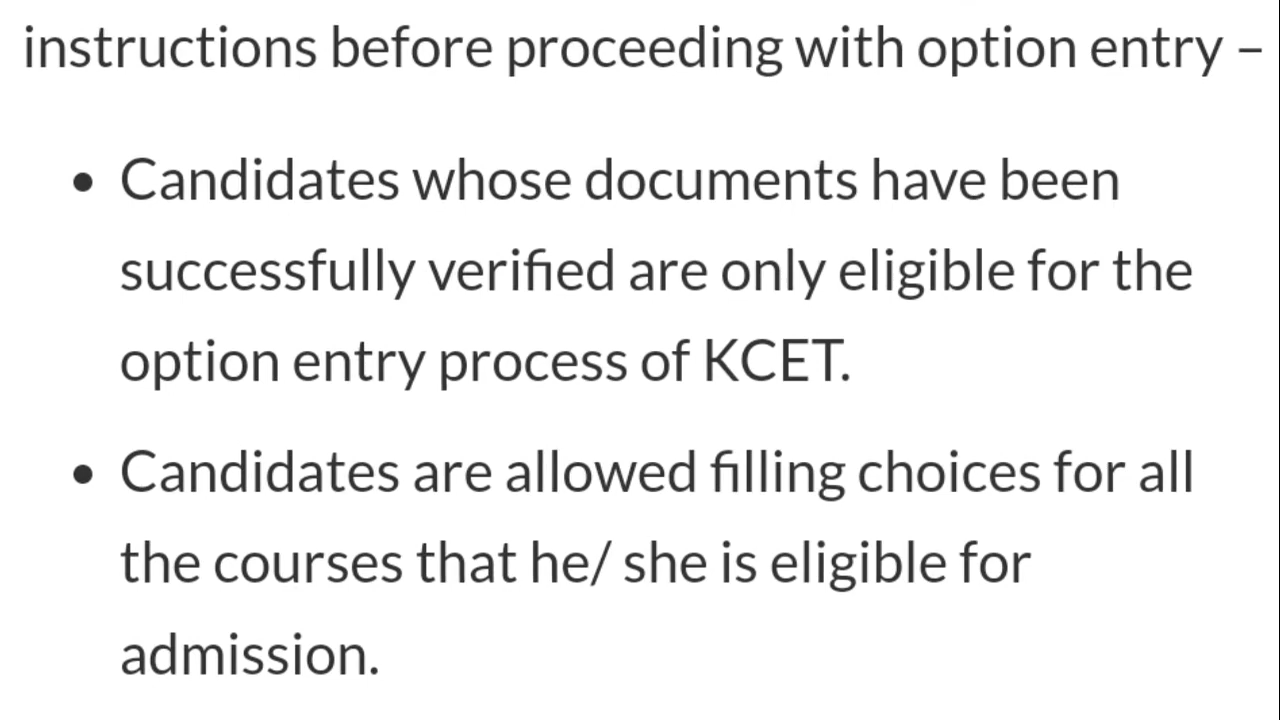 instructions before proceeding with option entry –
• Candidates whose documents have been
successfully verified are only eligible for the
option entry process of KCET.
• Candidates are allowed filling choices for all
the courses that he/ she is eligible for
admission.